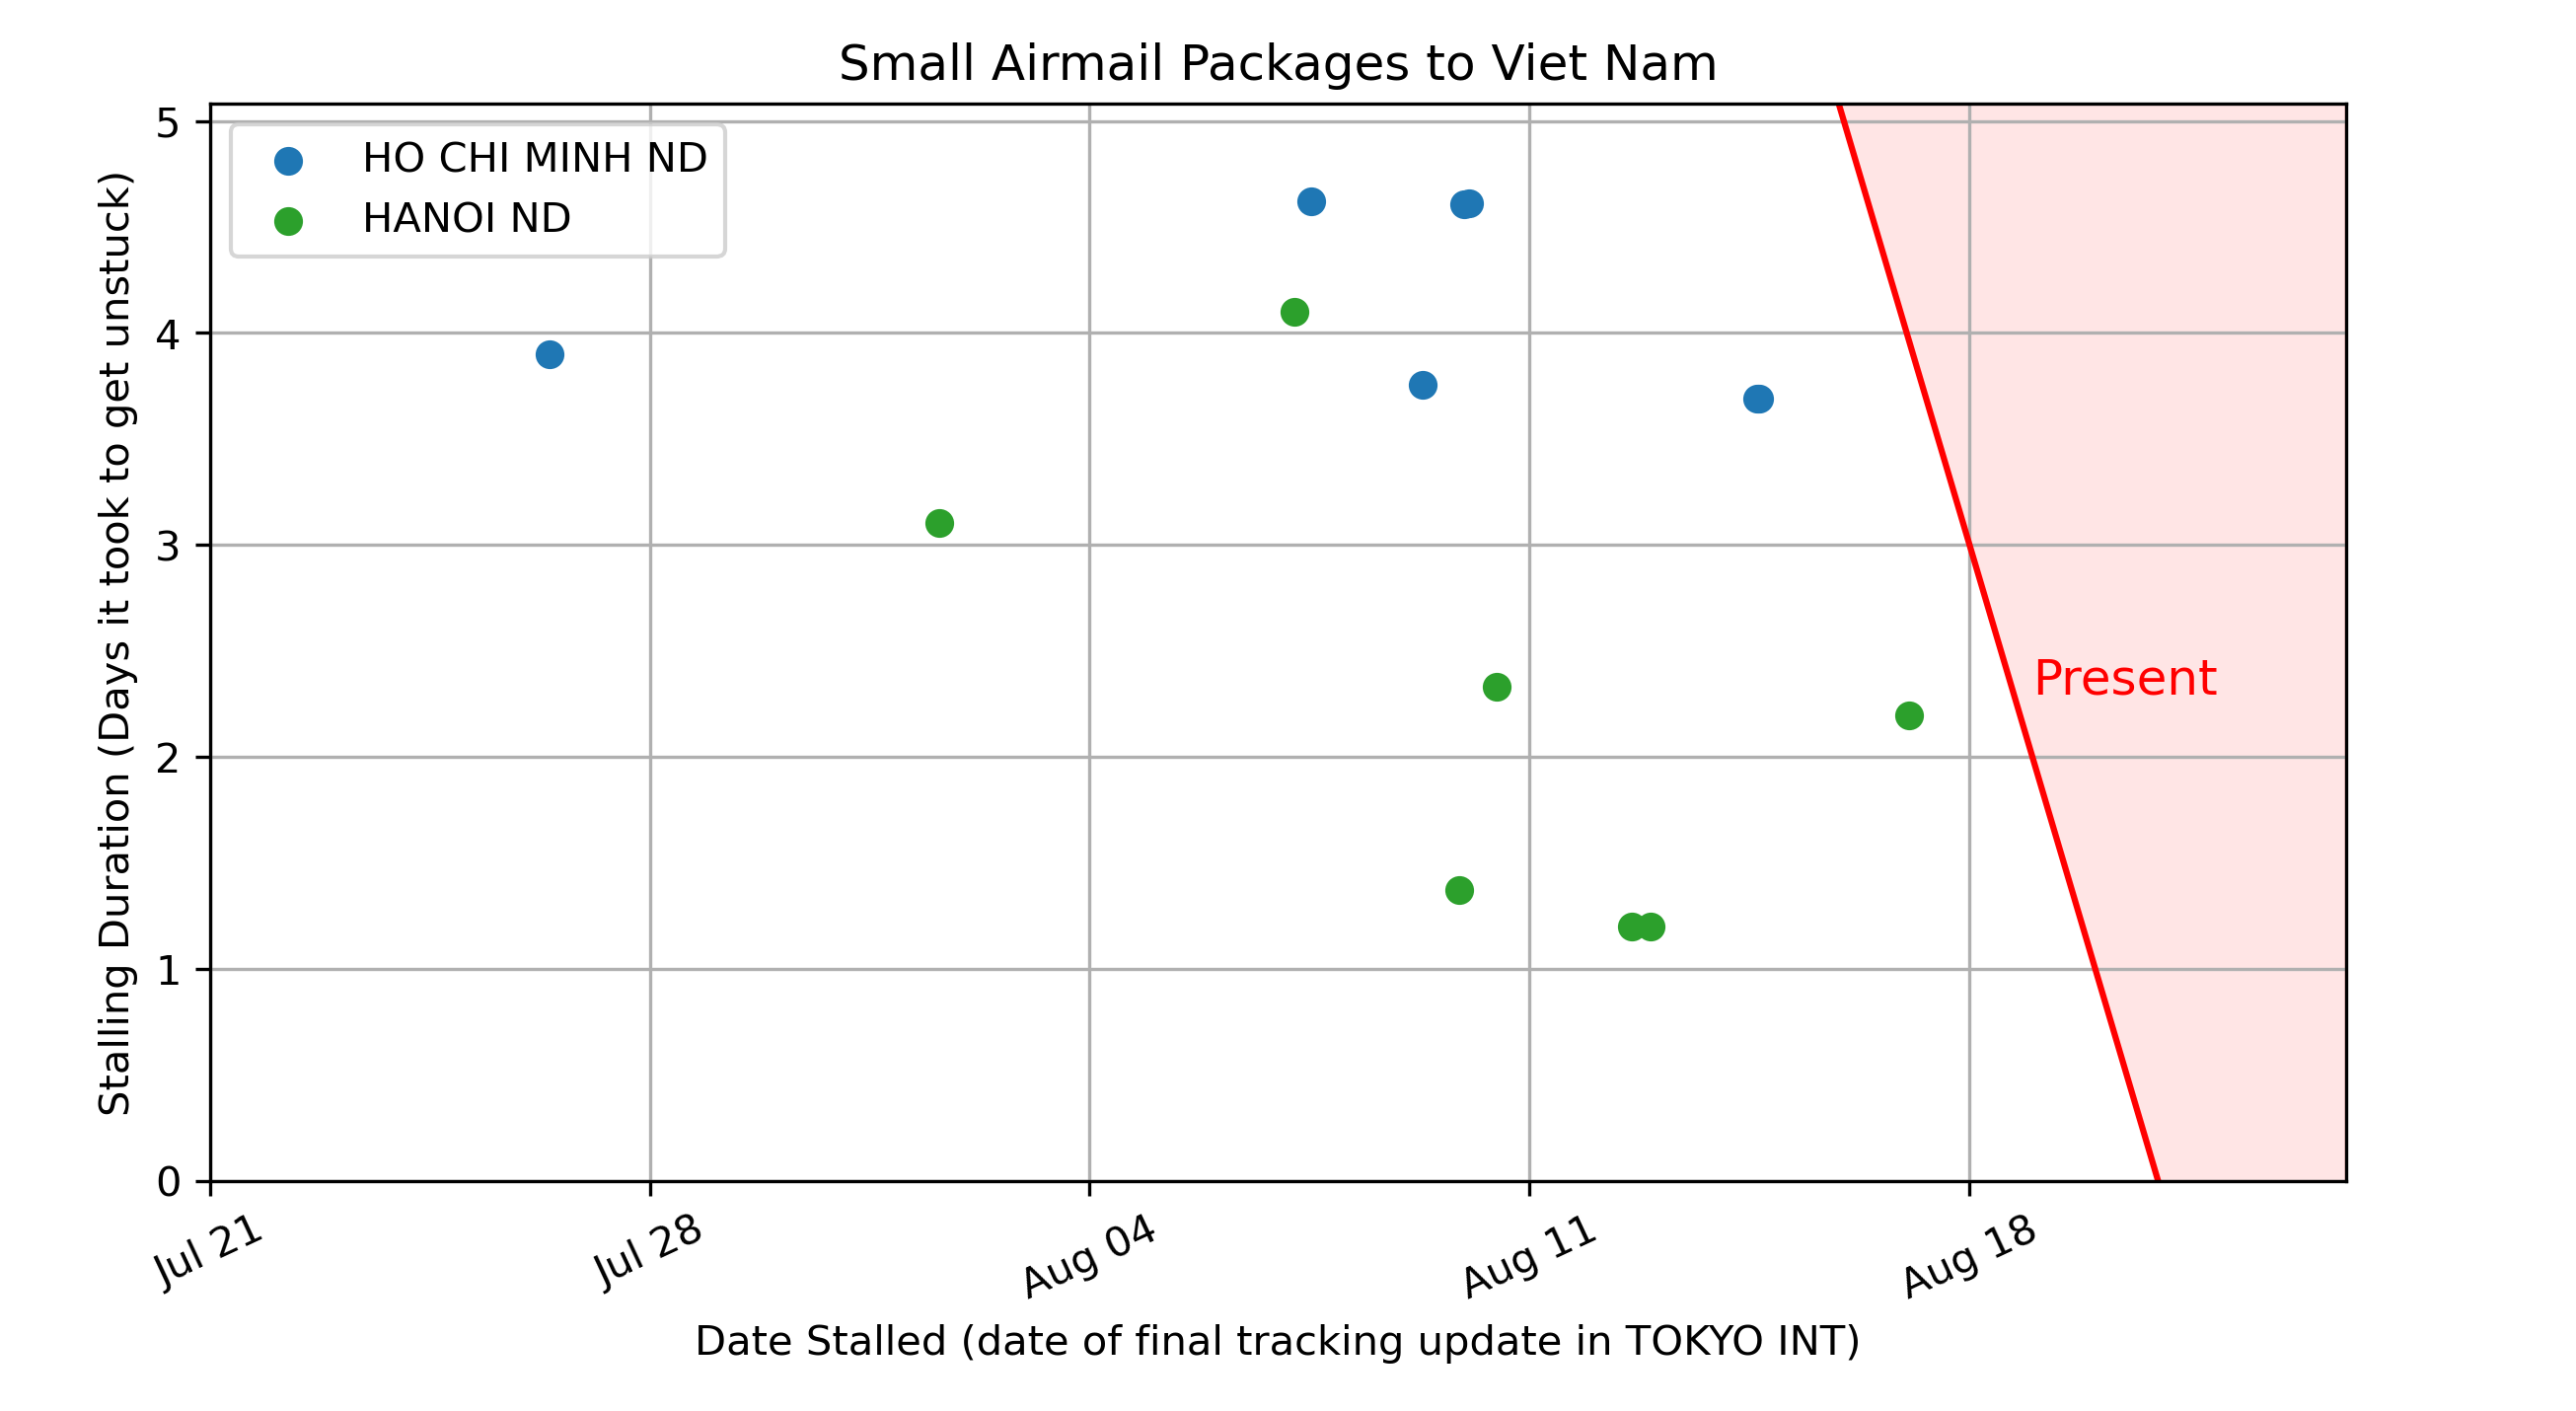 Small Airmail Packages to Viet Nam
HO CHI MINH ND
HANOI ND
5
4
3
2
1
0
Stalling Duration (Days it took to get unstuck)
Present
Jul 21
Jul 28
Aug 04
Aug 11
Aug 18
Date Stalled (date of final tracking update in TOKYO INT)